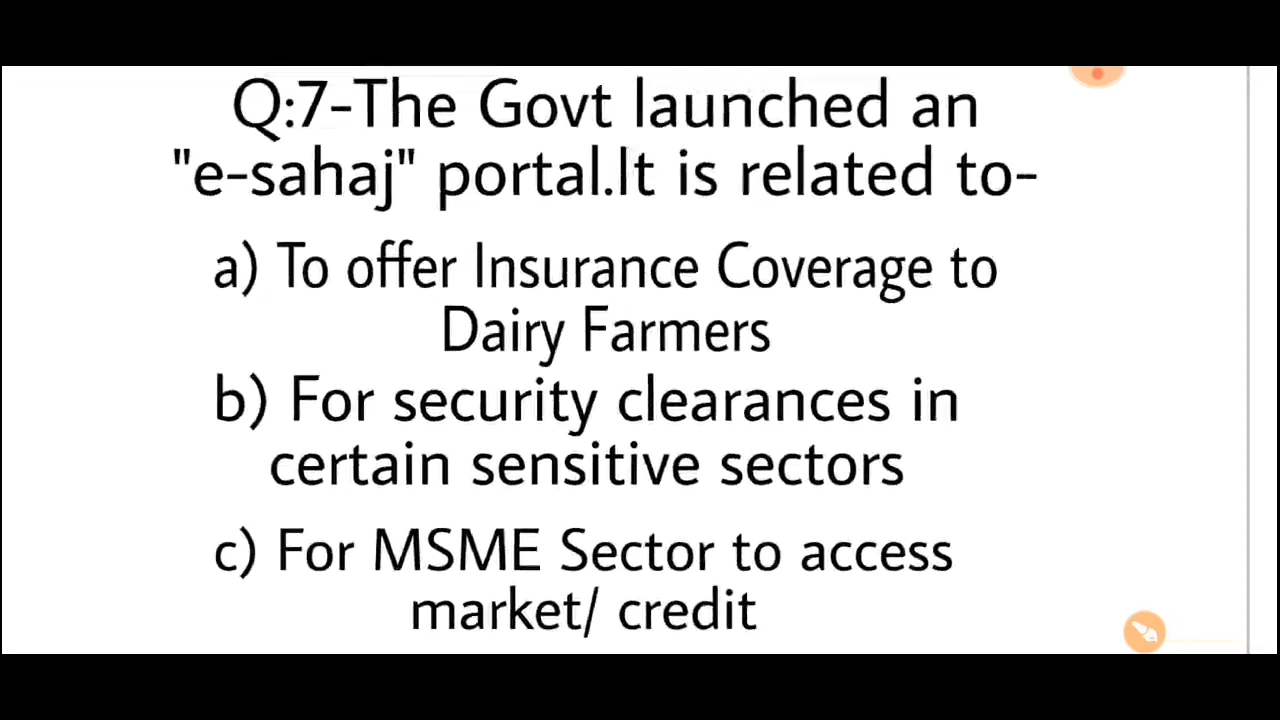 Q:7-The Govt launched an
"e-sahaj" portal.It is related to-
a) To offer Insurance Coverage to
Dairy Farmers
b) For security clearances in
certain sensitive sectors
c) For MSME Sector to access
market/ credit